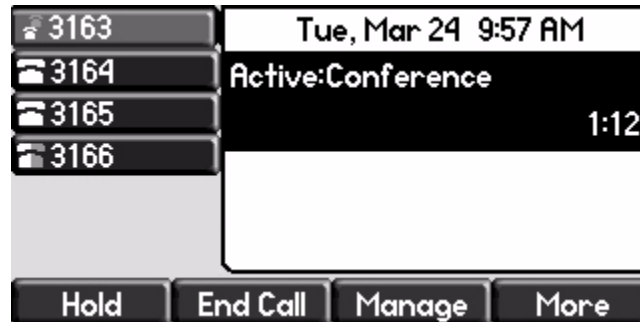 3163
Tue, Mar 24 9:57 AM
3164
Active:Conference
3165
1:12
3166
Hold
End Call
Manage
More